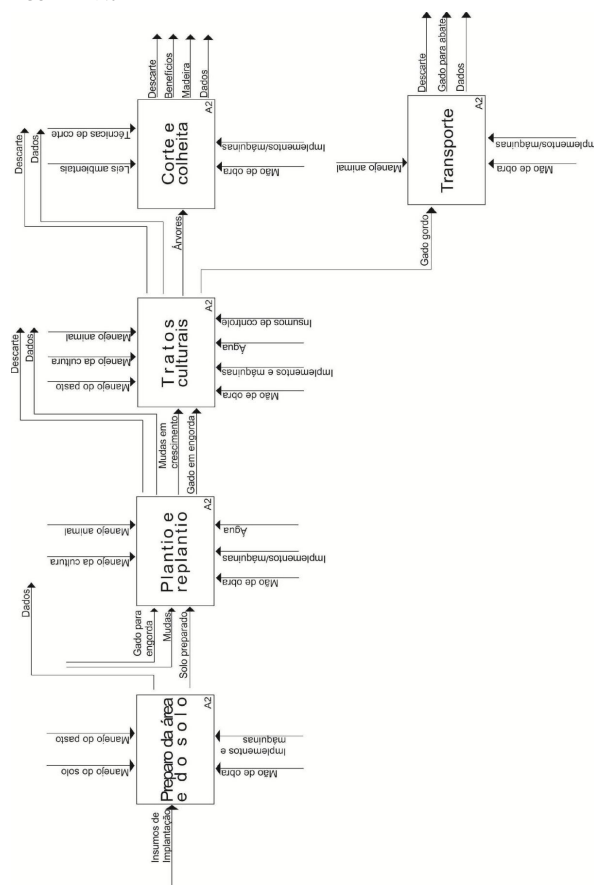 Descarte
Benefícios
Madeira
Dados
Técnicas de corte
Leis ambientais
Corte e
colheita
A2
Implementos/máquinas
Mão de obra
Descarte
Dados
Árvores
Descarte
Gado para abate
Dados
Manejo animal
Transporte
A2
Implementos/máquinas
Mão de obra
Gado gordo
Descarte
Dados
Manejo animal
Manejo da cultura
Manejo do pasto
Tratos
culturais
A2
Insumos de controle
Água
Implementos e máquinas
Mão de obra
Mudas em
crescimento
Gado em engorda
Manejo animal
Manejo da cultura
Plantio e
replantio
A2
Água
Implementos/máquinas
Mão de obra
Dados
Gado para
engorda
Mudas
Solo preparado
Manejo do pasto
Manejo do solo
Preparo da área
e do solo
A2
Implementos e
máquinas
Mão de obra
Insumos de
Implantação